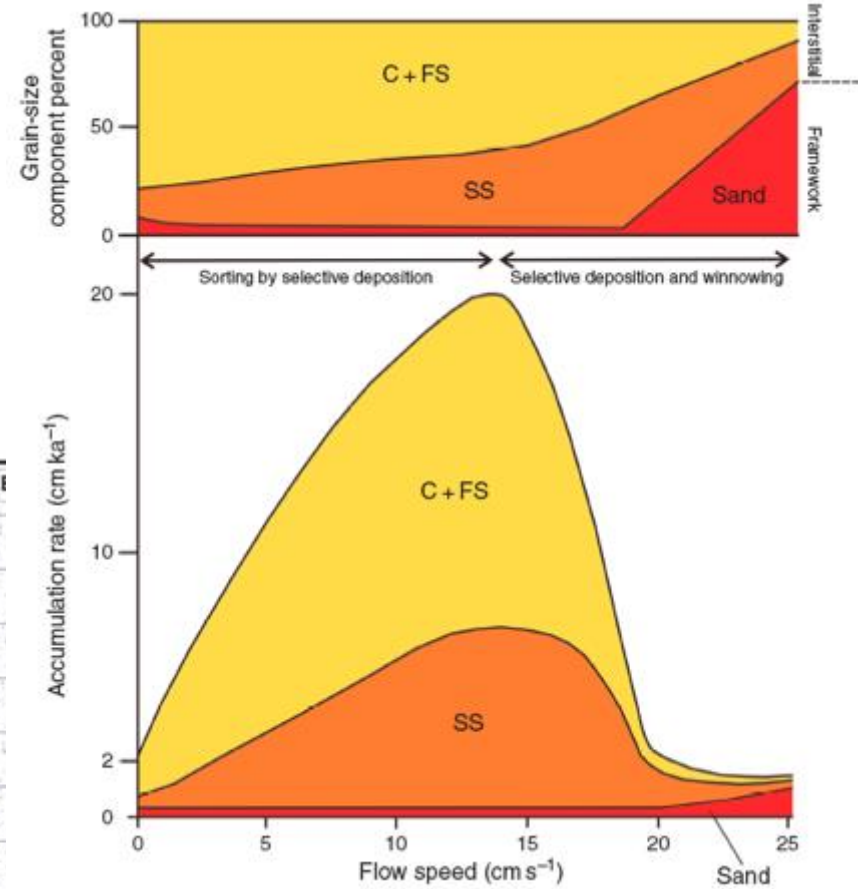 100
50
0
Grain-size
component percent
C + FS
SS
Sand
Interstitial
Framework
Sorting by selective deposition
Selective deposition and winnowing
20
10
2
0
Accumulation rate (cm ka⁻¹)
C + FS
SS
0 5 10 15 20 25
Flow speed (cm s⁻¹)
Sand